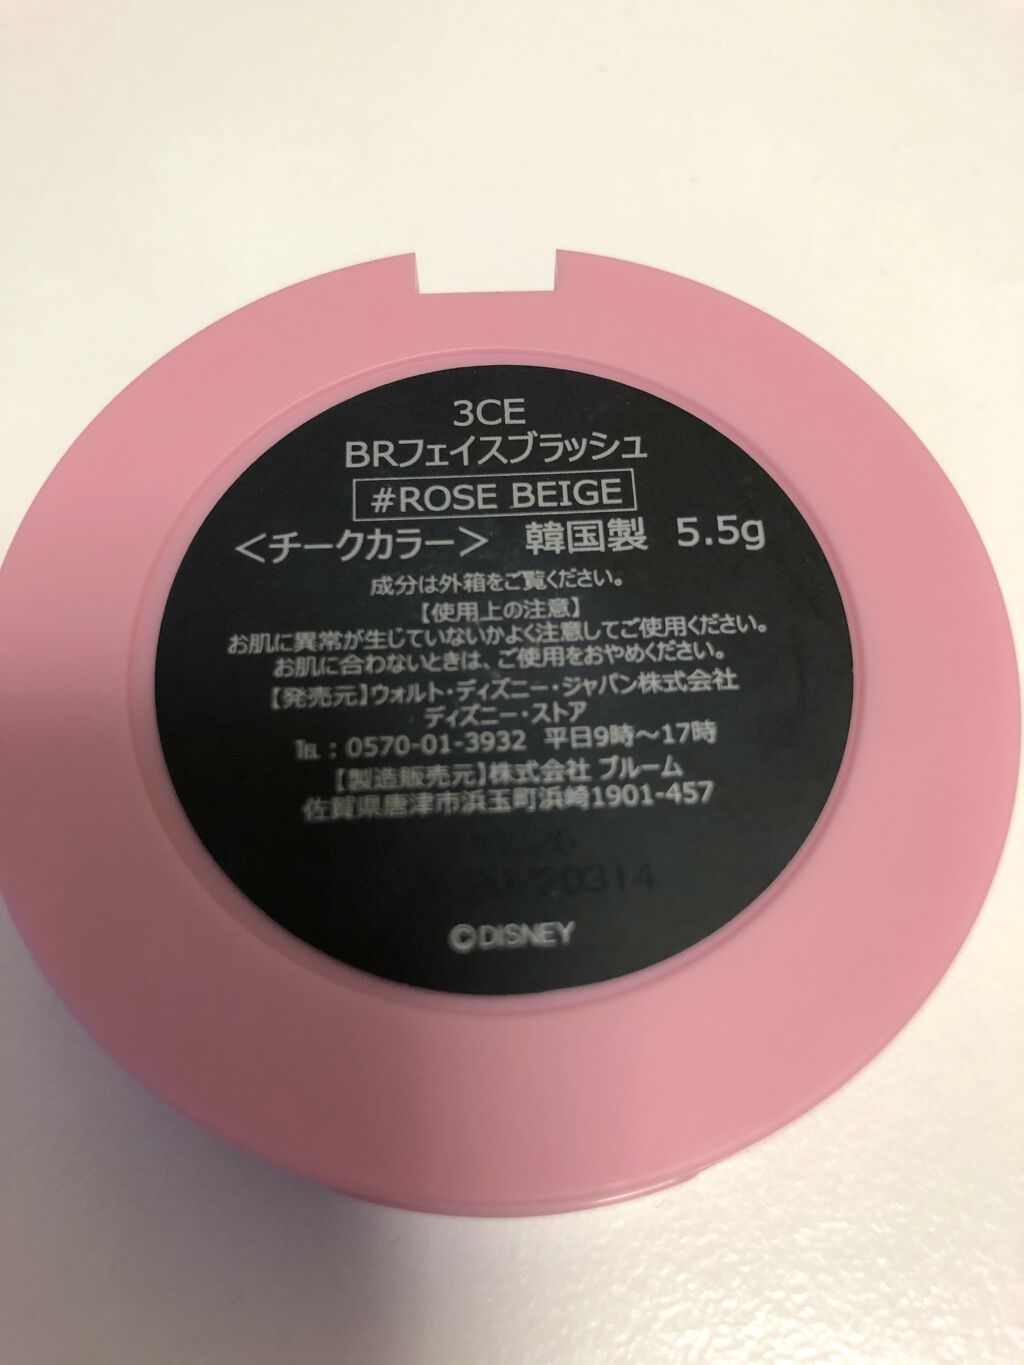 3CE
BRフェイスブラッシュ
#ROSE BEIGE
<チークカラー> 韓国製 5.5g
成分は外箱をご覧ください。
【使用上の注意】
お肌に異常が生じていないかよく注意してご使用ください。
お肌に合わないときは、ご使用をおやめください。
【発売元】ウォルト・ディズニー・ジャパン株式会社
ディズニー・ストア
℡ : 0570-01-3932 平日9時~17時
【製造販売元】株式会社 ブルーム
佐賀県唐津市浜玉町浜崎1901-457
©DISNEY